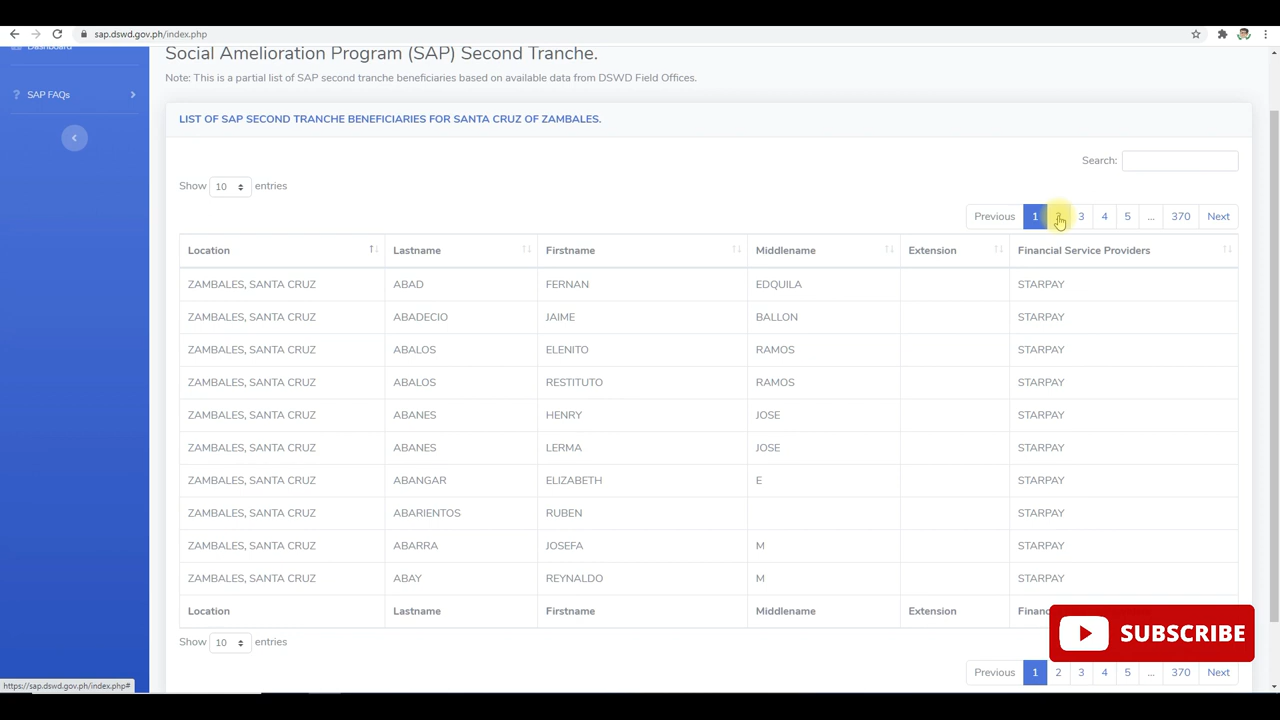 sap.dswd.gov.ph/index.php
Dashboard
SAP FAQs
Social Amelioration Program (SAP) Second Tranche.
Note: This is a partial list of SAP second tranche beneficiaries based on available data from DSWD Field Offices.
LIST OF SAP SECOND TRANCHE BENEFICIARIES FOR SANTA CRUZ OF ZAMBALES.
Search:
Show 10 entries
Previous 1 2 3 4 5 ... 370 Next
Location Lastname Firstname Middlename Extension Financial Service Providers
ZAMBALES, SANTA CRUZ ABAD FERNAN EDQUILA STARPAY
ZAMBALES, SANTA CRUZ ABADECIO JAIME BALLON STARPAY
ZAMBALES, SANTA CRUZ ABALOS ELENITO RAMOS STARPAY
ZAMBALES, SANTA CRUZ ABALOS RESTITUTO RAMOS STARPAY
ZAMBALES, SANTA CRUZ ABANES HENRY JOSE STARPAY
ZAMBALES, SANTA CRUZ ABANES LERMA JOSE STARPAY
ZAMBALES, SANTA CRUZ ABANGAR ELIZABETH E STARPAY
ZAMBALES, SANTA CRUZ ABARIENTOS RUBEN STARPAY
ZAMBALES, SANTA CRUZ ABARRA JOSEFA M STARPAY
ZAMBALES, SANTA CRUZ ABAY REYNALDO M STARPAY
Location Lastname Firstname Middlename Extension
SUBSCRIBE
Show 10 entries
Previous 1 2 3 4 5 ... 370 Next
https://sap.dswd.gov.ph/index.php#